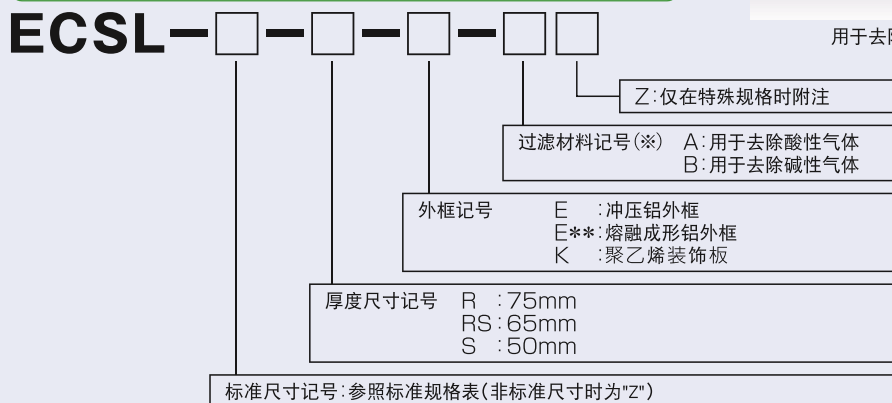 ECSL-□-□-□-□□
用于去
Z:仅在特殊规格时附注
过滤材料记号(※) A:用于去除酸性气体
B:用于去除碱性气体
外框记号 E :冲压铝外框
E**:熔融成形铝外框
K :聚乙烯装饰板
厚度尺寸记号 R :75mm
RS:65mm
S :50mm
标准尺寸记号:参照标准规格表(非标准尺寸时为"Z")